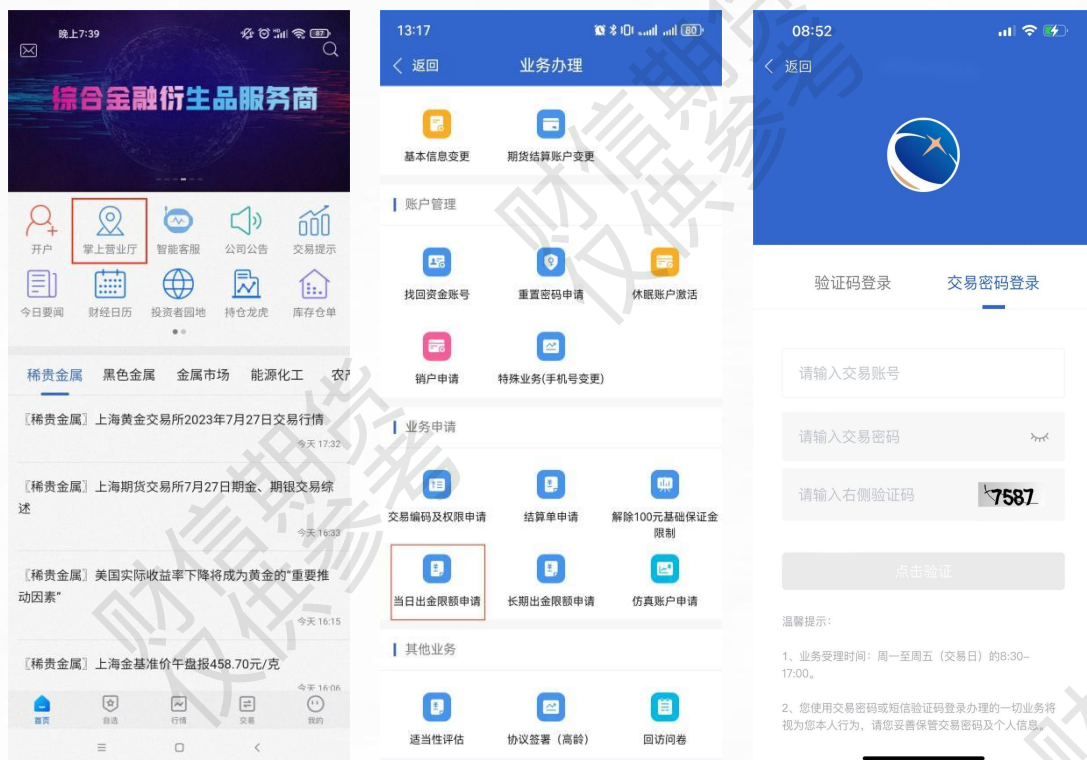 晚上7:39
87
综合金融衍生品服务商
开户
掌上营业厅
智能客服
公司公告
交易提示
今日要闻
财经日历
投资者园地
持仓龙虎
库存仓单
稀贵金属
黑色金属
金属市场
能源化工
农产
〖稀贵金属〗上海黄金交易所2023年7月27日交易行情
今天 17:32
〖稀贵金属〗上海期货交易所7月27日期金、期银交易综
述
今天 16:33
〖稀贵金属〗美国实际收益率下降将成为黄金的“重要推
动因素”
今天 16:15
〖稀贵金属〗上海金基准价午盘报458.70元/克
今天 16:06
首页
自选
行情
交易
我的
13:17
80
返回
业务办理
基本信息变更
期货结算账户变更
账户管理
找回资金账号
重置密码申请
休眠账户激活
销户申请
特殊业务(手机号变更)
业务申请
交易编码及权限申请
结算单申请
解除100元基础保证金
限制
当日出金限额申请
长期出金限额申请
仿真账户申请
其他业务
适当性评估
协议签署（高龄）
回访问卷
08:52
返回
验证码登录
交易密码登录
请输入交易账号
请输入交易密码
请输入右侧验证码
7587
点击验证
温馨提示：
1、业务受理时间：周一至周五（交易日）的8:30-
17:00。
2、您使用交易密码或短信验证码登录办理的一切业务将
视为您本人行为，请您妥善保管交易密码及个人信息。
财信期货
仅供参考